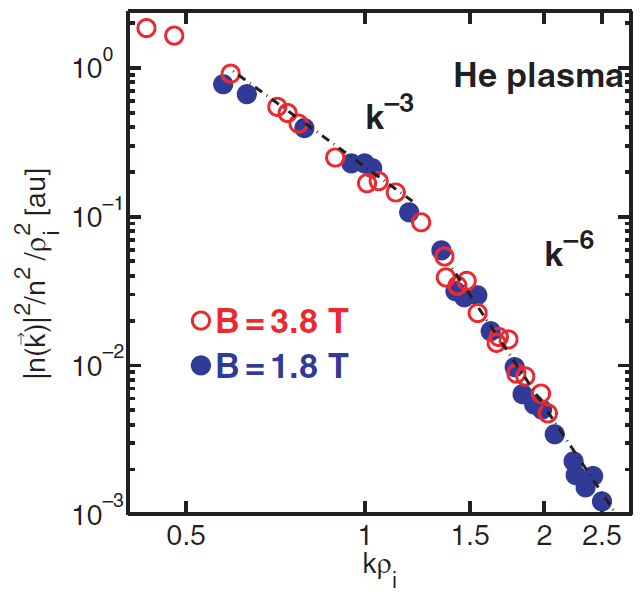 He plasma
k⁻³
k⁻⁶
B = 3.8 T
B = 1.8 T
|n(k⃗)|²/n²/ρᵢ² [au]
10⁰
10⁻¹
10⁻²
10⁻³
0.5 1 1.5 2 2.5
kρᵢ